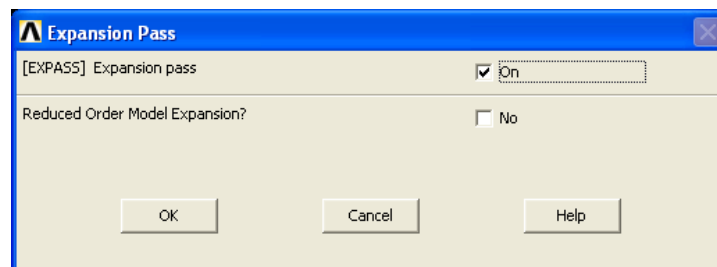 Expansion Pass
[EXPASS] Expansion pass
On
Reduced Order Model Expansion?
No
OK
Cancel
Help